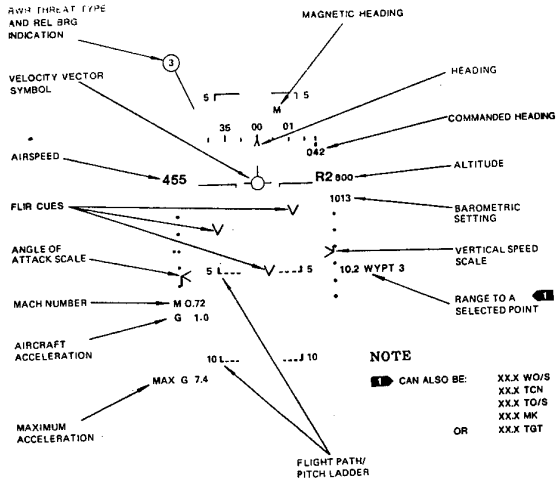 RWR THREAT TYPE
AND REL BRG
INDICATION
MAGNETIC HEADING
3
VELOCITY VECTOR
SYMBOL
HEADING
5 5
M
COMMANDED HEADING
35 00 01
042
AIRSPEED
455
R2 800
ALTITUDE
1013
BAROMETRIC
SETTING
FLIR CUES
ANGLE OF
ATTACK SCALE
VERTICAL SPEED
SCALE
5 5
10.2 WYPT 3
MACH NUMBER
M 0.72
G 1.0
RANGE TO A
SELECTED POINT
1
AIRCRAFT
ACCELERATION
10 10
MAX G 7.4
MAXIMUM
ACCELERATION
FLIGHT PATH/
PITCH LADDER
NOTE
1 CAN ALSO BE: XX.X WO/S
XX.X TCN
XX.X TO/S
XX.X MK
OR XX.X TGT